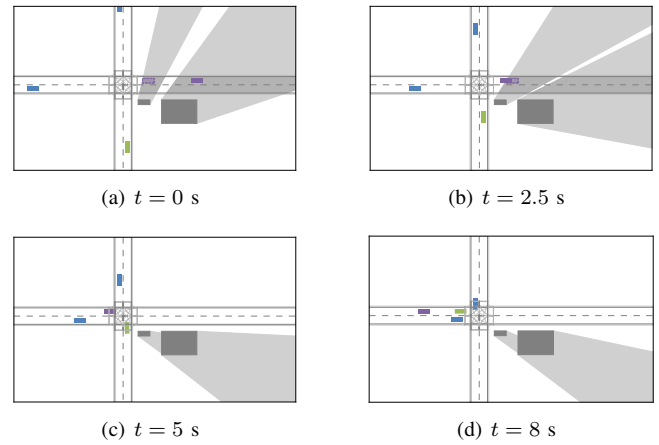 (a) t = 0 s
(b) t = 2.5 s
(c) t = 5 s
(d) t = 8 s